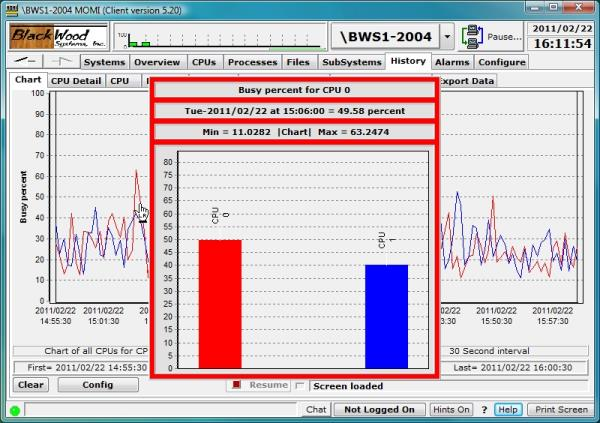 \BWS1-2004 MOMI (Client version 5.20)
BlackWood
Systems, Inc.
100
0
\BWS1-2004
Pause...
2011/02/22
16:11:54
Systems Overview CPUs Processes Files SubSystems History Alarms Configure
Chart CPU Detail CPU xport Data
Busy percent for CPU 0
Tue-2011/02/22 at 15:06:00 = 49.58 percent
Min = 11.0282 |Chart| Max = 63.2474
Busy percent
100
90
80
70
60
50
40
30
20
10
0
80
75
70
65
60
55
50
45
40
35
30
25
20
15
10
5
0
CPU 0
CPU 1
2011/02/22 2011/02/22 2011/02/22 2011/02/22
14:55:30 15:01:30 15:50:30 15:57:30
Chart of all CPUs for CP 30 Second interval
First= 2011/02/22 14:55:30 Last= 2011/02/22 16:00:30
Clear Config Resume Screen loaded
Chat Not Logged On Hints On ? Help Print Screen